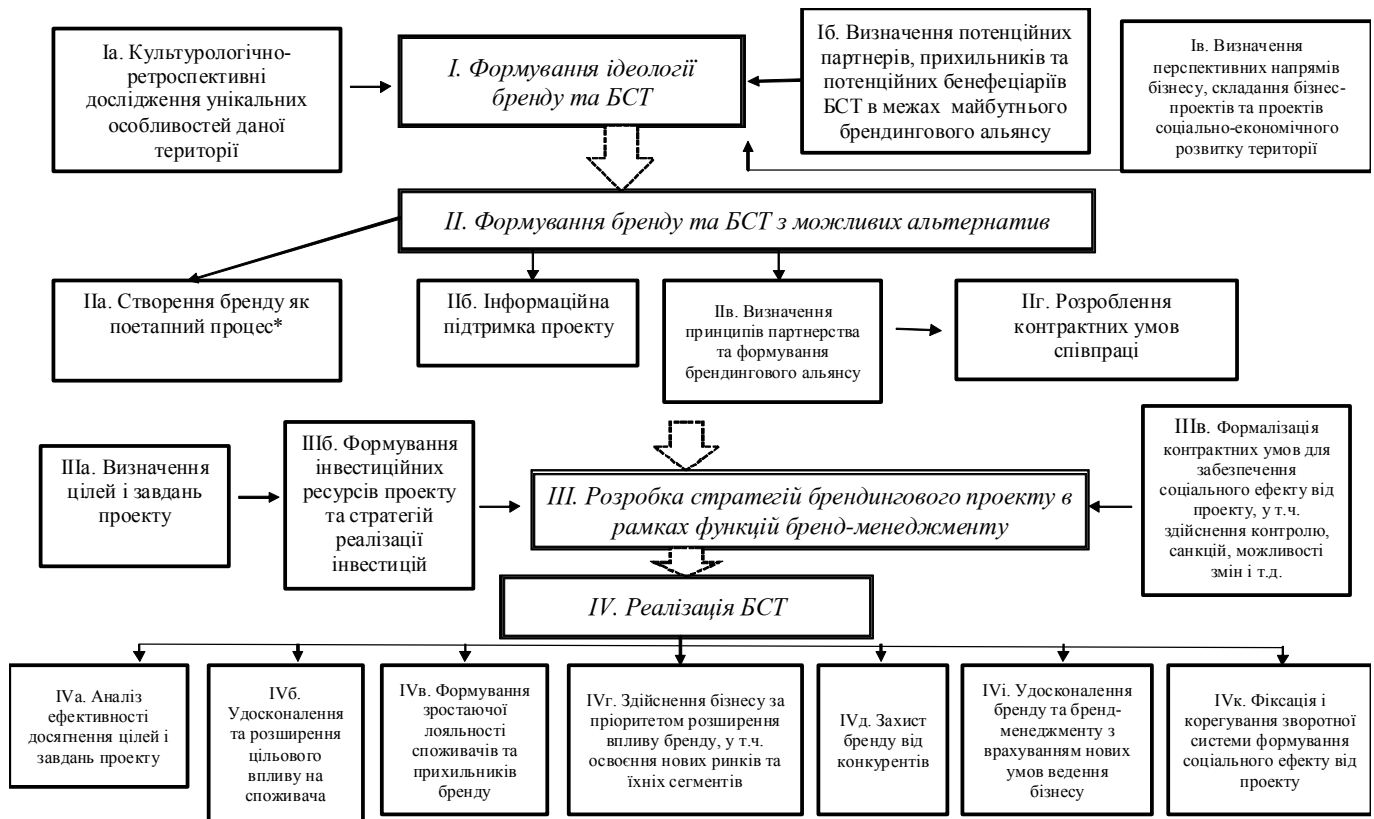 Іа. Культурологічно-
ретроспективні
дослідження унікальних
особливостей даної
території
І. Формування ідеології
бренду та БСТ
Іб. Визначення потенційних
партнерів, прихильників та
потенційних бенефеціаріїв
БСТ в межах майбутнього
брендингового альянсу
Ів. Визначення
перспективних напрямів
бізнесу, складання бізнес-
проектів та проектів
соціально-економічного
розвитку території
ІІ. Формування бренду та БСТ з можливих альтернатив
ІІа. Створення бренду як
поетапний процес*
ІІб. Інформаційна
підтримка проекту
ІІв. Визначення
принципів партнерства
та формування
брендингового альянсу
ІІг. Розроблення
контрактних умов
співпраці
ІІІа. Визначення
цілей і завдань
проекту
ІІІб. Формування
інвестиційних
ресурсів проекту
та стратегій
реалізації
інвестицій
ІІІ. Розробка стратегій брендингового проекту в
рамках функцій бренд-менеджменту
ІІІв. Формалізація
контрактних умов для
забезпечення
соціального ефекту від
проекту, у т.ч.
здійснення контролю,
санкцій, можливості
змін і т.д.
IV. Реалізація БСТ
IVа. Аналіз
ефективності
досягнення цілей і
завдань проекту
IVб.
Удосконалення
та розширення
цільового
впливу на
споживача
IVв. Формування
зростаючої
лояльності
споживачів та
прихильників
бренду
IVг. Здійснення бізнесу за
пріоритетом розширення
впливу бренду, у т.ч.
освоєння нових ринків та
їхніх сегментів
IVд. Захист
бренду від
конкурентів
IVі. Удосконалення
бренду та бренд-
менеджменту з
врахуванням нових
умов ведення
бізнесу
IVк. Фіксація і
корегування зворотної
системи формування
соціального ефекту від
проекту